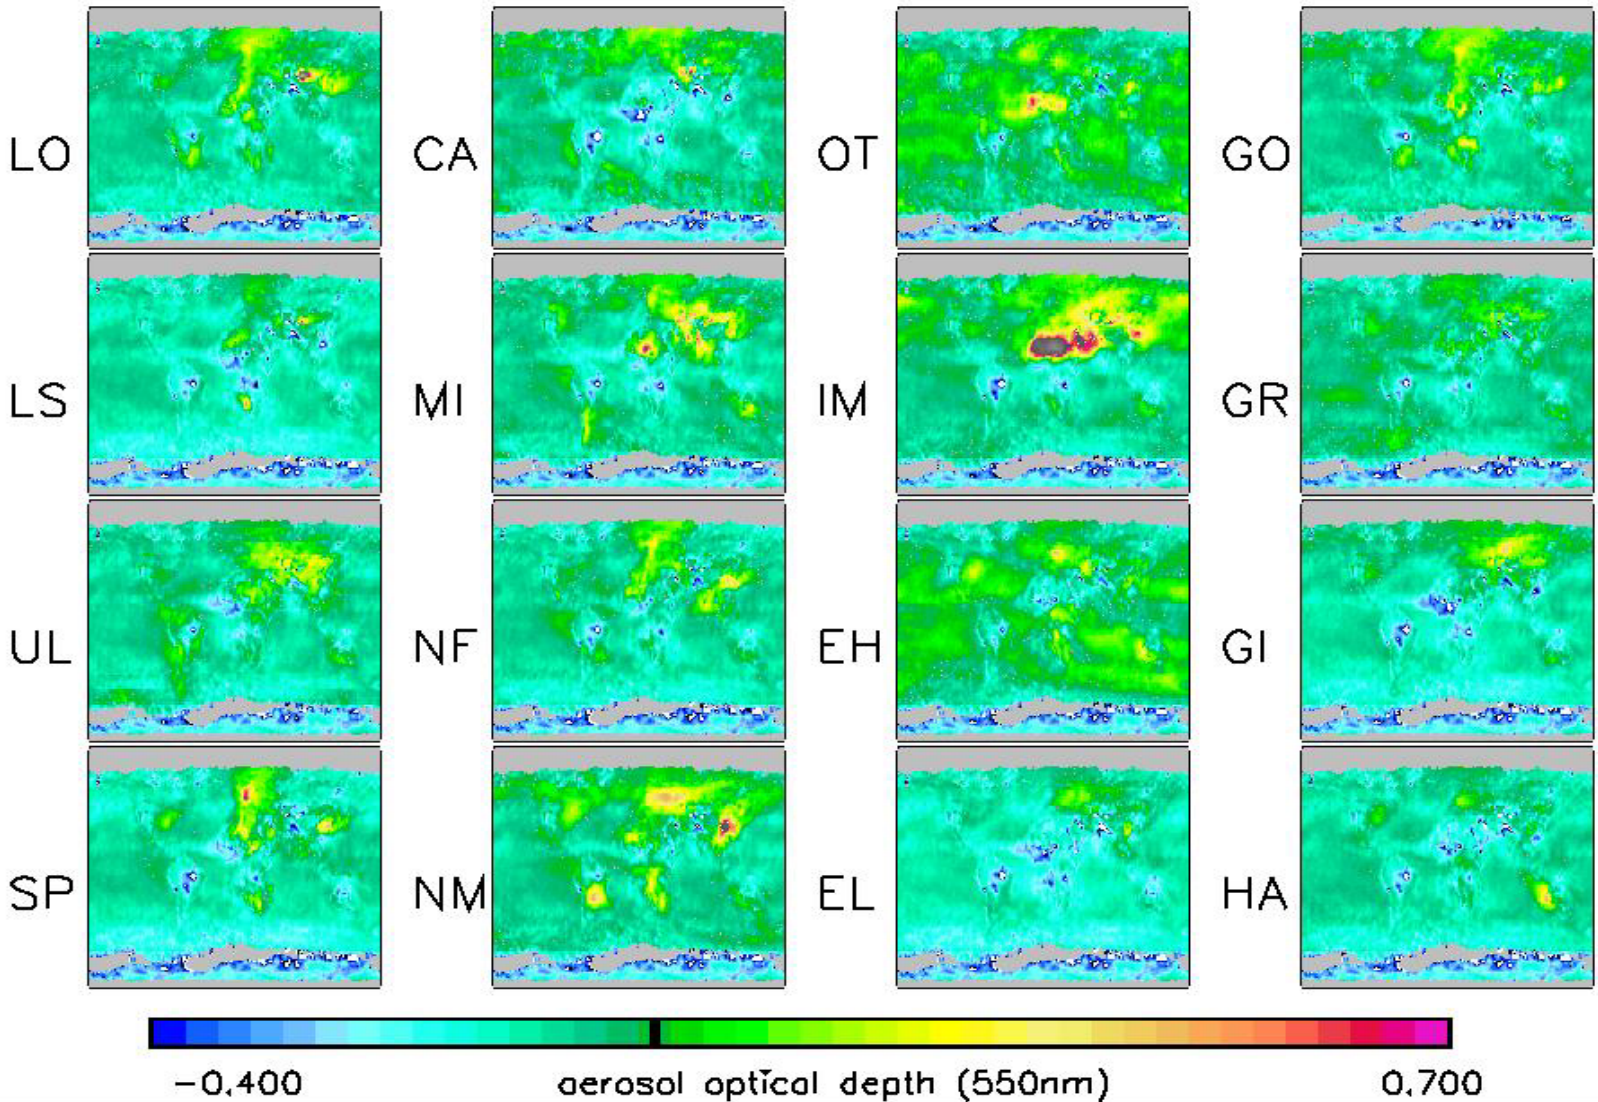 LO CA OT GO
LS MI IM GR
UL NF EH GI
SP NM EL HA
-0.400 aerosol optical depth (550nm) 0.700